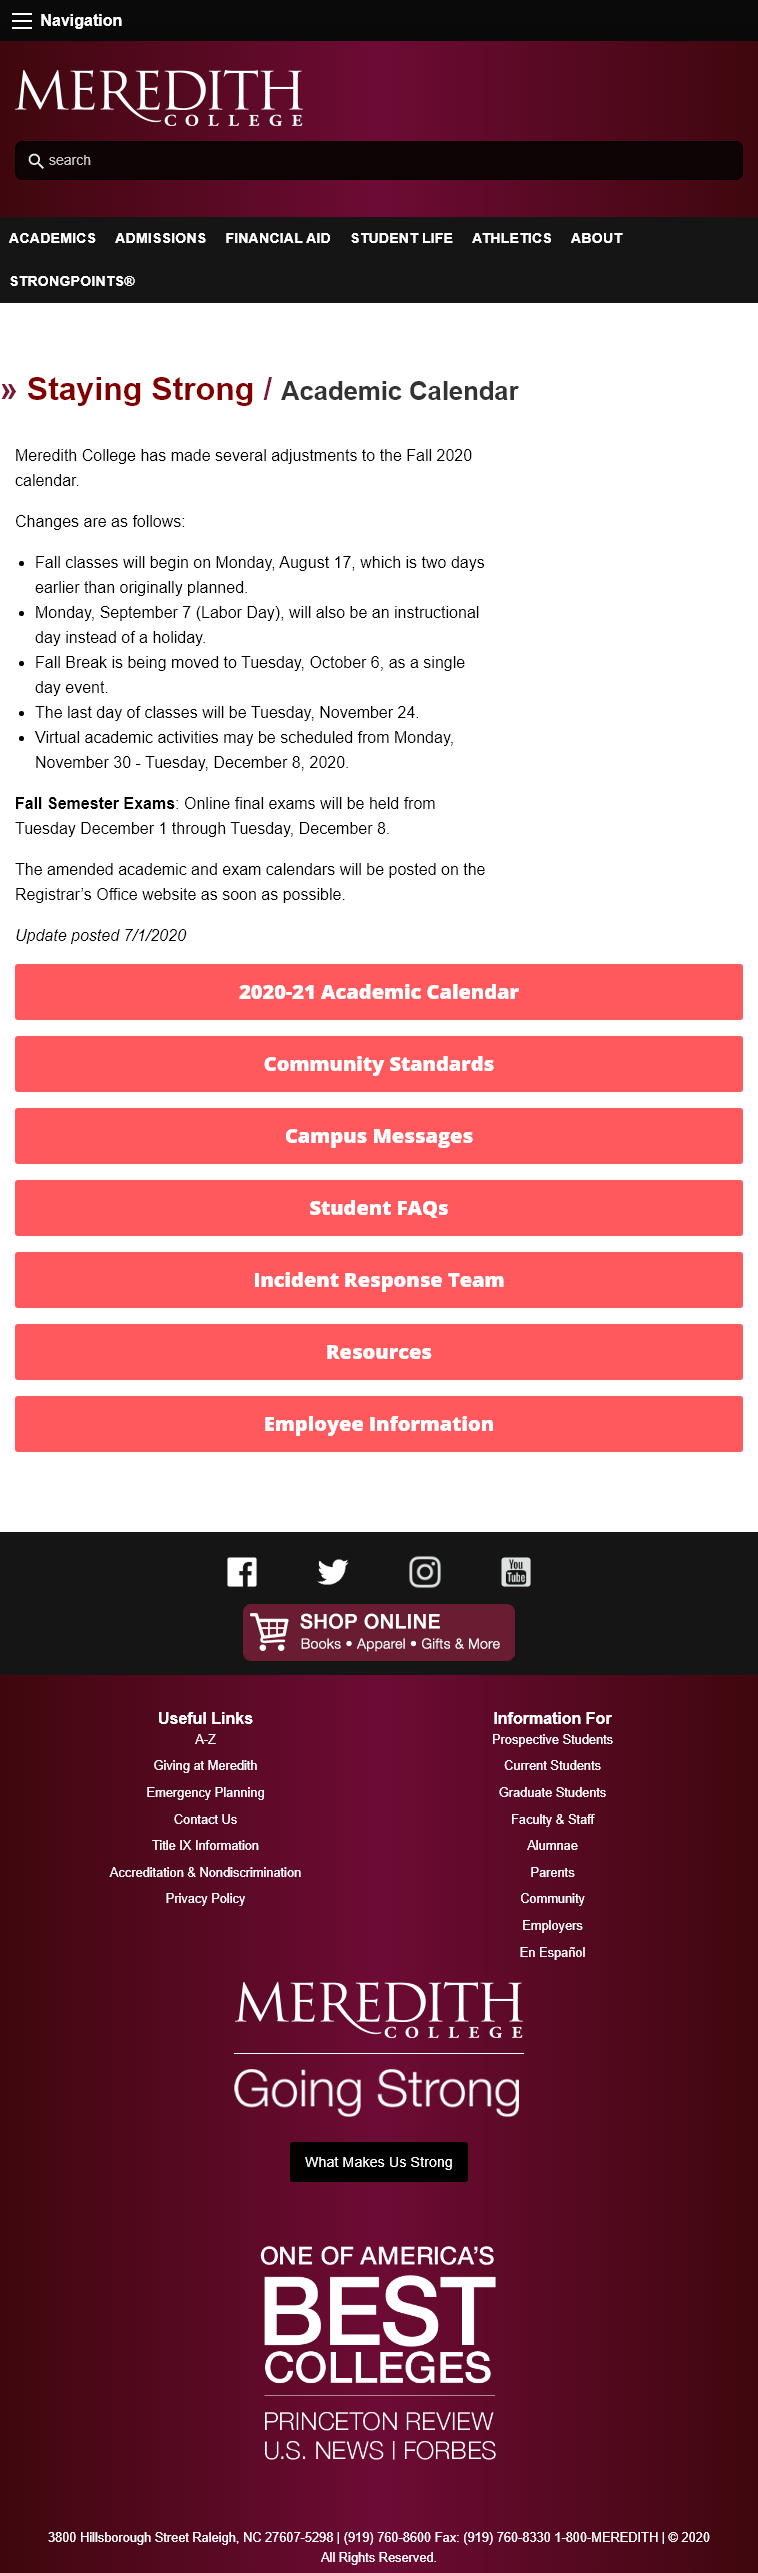 Navigation
MEREDITH
COLLEGE
search
ACADEMICS ADMISSIONS FINANCIAL AID STUDENT LIFE ATHLETICS ABOUT
STRONGPOINTS®
» Staying Strong / Academic Calendar
Meredith College has made several adjustments to the Fall 2020
calendar.
Changes are as follows:
• Fall classes will begin on Monday, August 17, which is two days
earlier than originally planned.
• Monday, September 7 (Labor Day), will also be an instructional
day instead of a holiday.
• Fall Break is being moved to Tuesday, October 6, as a single
day event.
• The last day of classes will be Tuesday, November 24.
• Virtual academic activities may be scheduled from Monday,
November 30 - Tuesday, December 8, 2020.
Fall Semester Exams: Online final exams will be held from
Tuesday December 1 through Tuesday, December 8.
The amended academic and exam calendars will be posted on the
Registrar’s Office website as soon as possible.
Update posted 7/1/2020
2020-21 Academic Calendar
Community Standards
Campus Messages
Student FAQs
Incident Response Team
Resources
Employee Information
You
Tube
SHOP ONLINE
Books • Apparel • Gifts & More
Useful Links
A-Z
Giving at Meredith
Emergency Planning
Contact Us
Title IX Information
Accreditation & Nondiscrimination
Privacy Policy
Information For
Prospective Students
Current Students
Graduate Students
Faculty & Staff
Alumnae
Parents
Community
Employers
En Español
MEREDITH
COLLEGE
Going Strong
What Makes Us Strong
ONE OF AMERICA’S
BEST
COLLEGES
PRINCETON REVIEW
U.S. NEWS | FORBES
3800 Hillsborough Street Raleigh, NC 27607-5298 | (919) 760-8600 Fax: (919) 760-8330 1-800-MEREDITH | © 2020
All Rights Reserved.